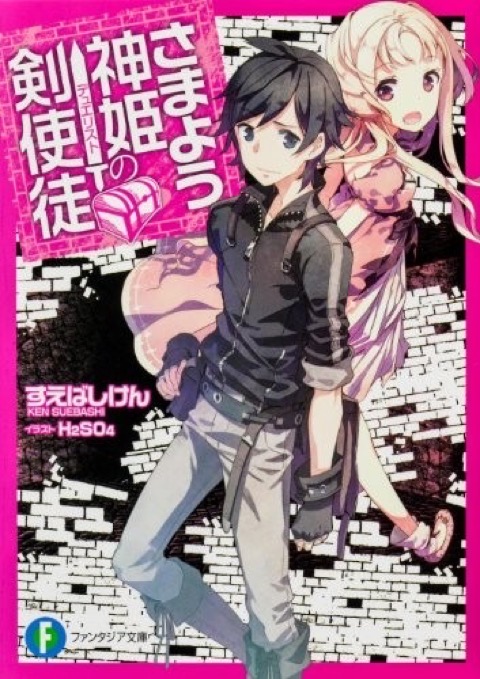 さまよう
神姫の
剣使徒
デュエリスト
すえばしけん
KEN SUEBASHI
イラスト H2SO4
F ファンタジア文庫